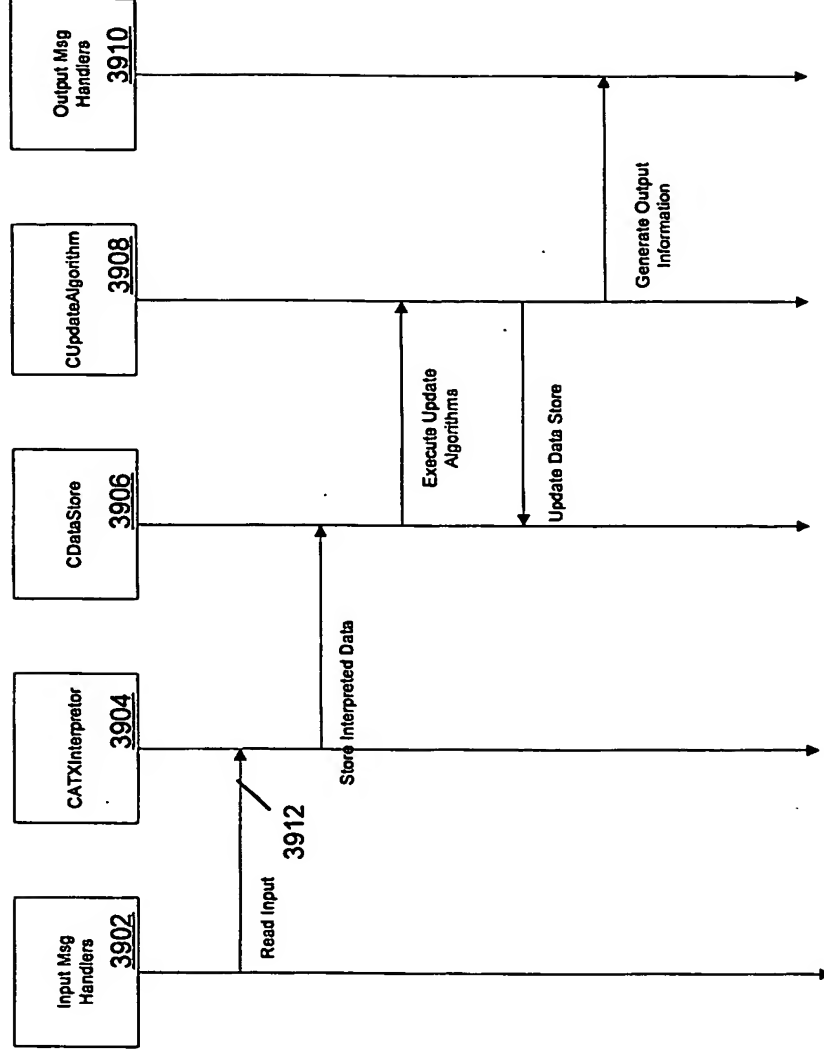 Input Msg
Handlers
3902
CATXInterpretor
3904
CDataStore
3906
CUpdateAlgorithm
3908
Output Msg
Handlers
3910
Read Input
3912
Store Interpreted Data
Execute Update
Algorithms
Update Data Store
Generate Output
Information